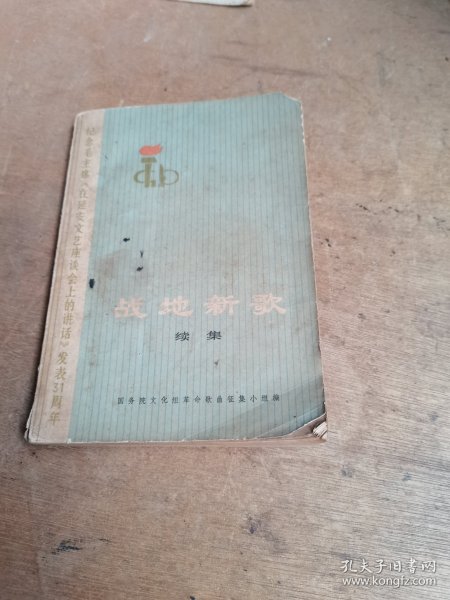 纪念毛主席《在延安文艺座谈会上的讲话》发表31周年
战地新歌
续集
国务院文化组革命歌曲征集小组编
孔夫子旧书网
www.kongfz.com